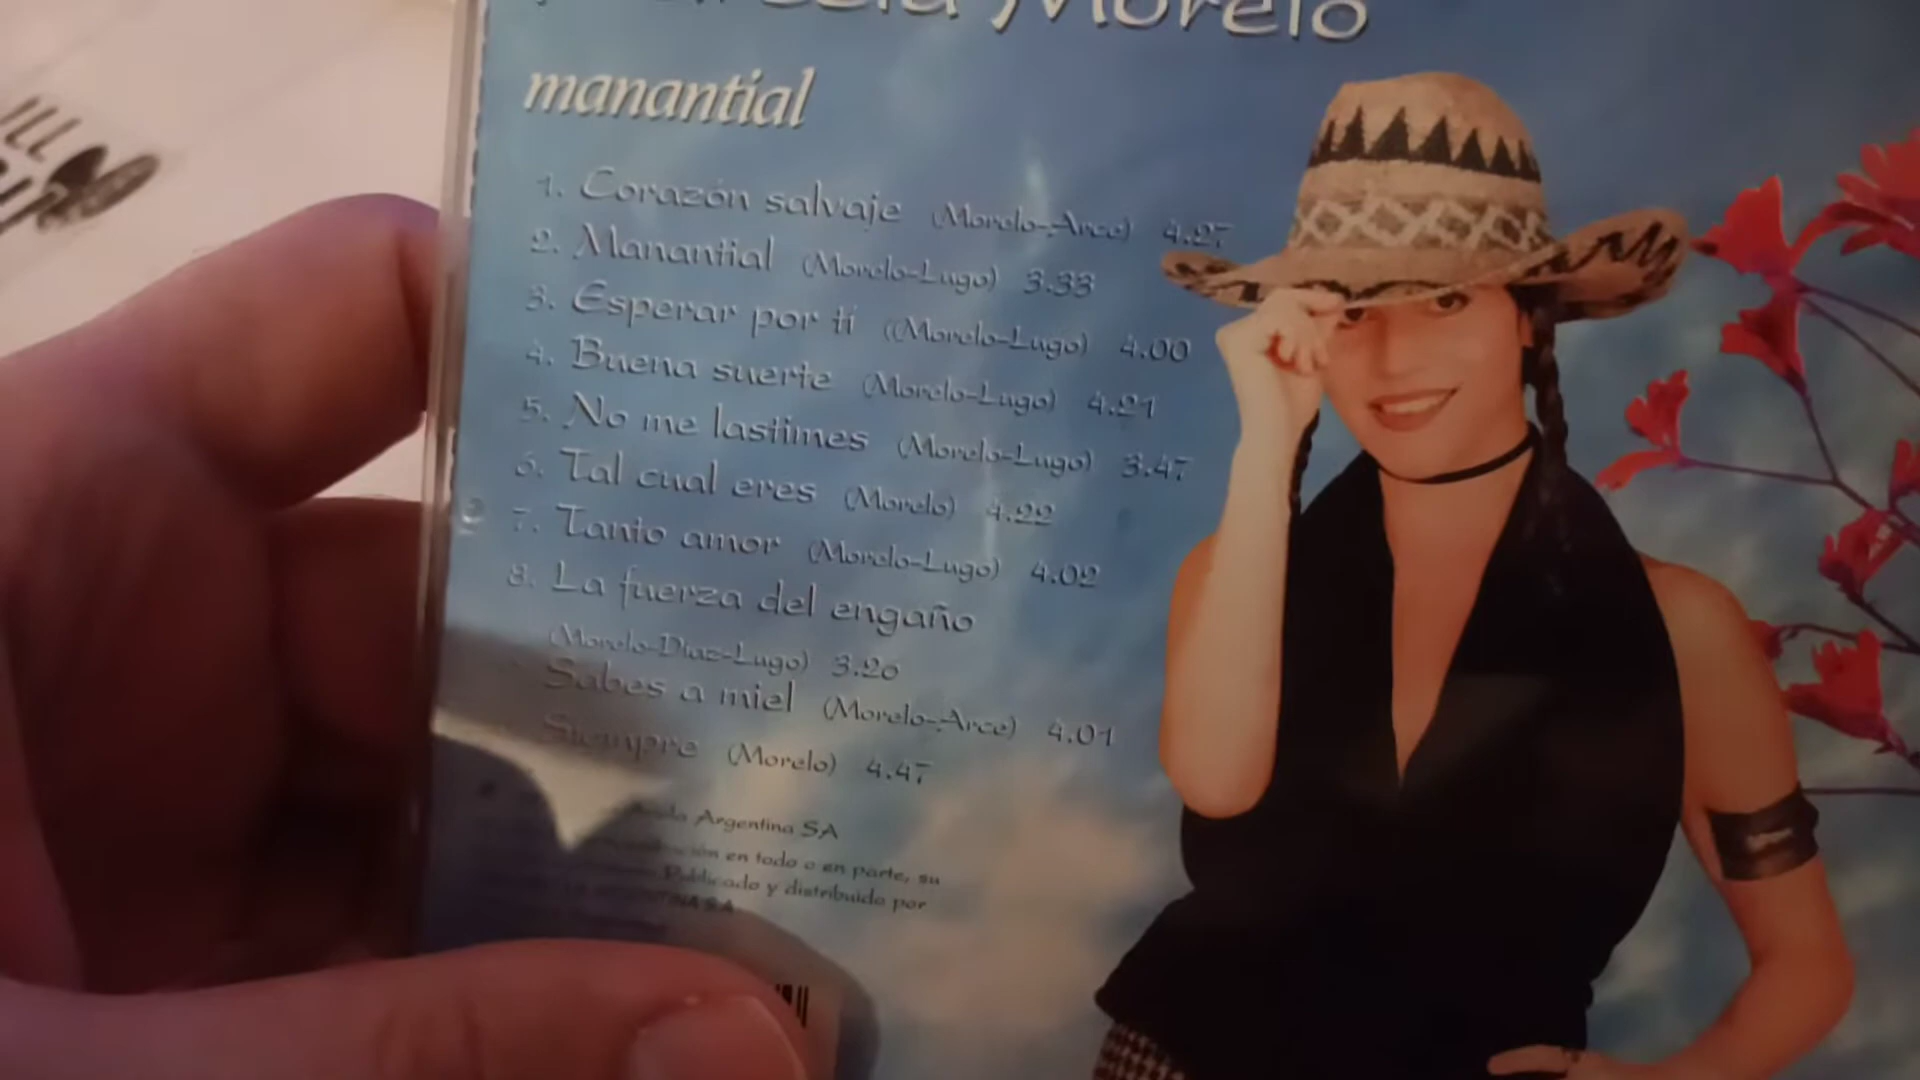 Morelo
manantial
1. Corazón salvaje (Morelo-Arce) 4.27
2. Manantial (Morelo-Lugo) 3.33
3. Esperar por tí ((Morelo-Lugo) 4.00
4. Buena suerte (Morelo-Lugo) 4.21
5. No me lastimes (Morelo-Lugo) 3.47
6. Tal cual eres (Morelo) 4.22
7. Tanto amor (Morelo-Lugo) 4.02
8. La fuerza del engaño
(Morelo-Diaz-Lugo) 3.20
Sabes a miel (Morelo-Arce) 4.01
Siempre (Morelo) 4.47
Argentina SA
en todo o en parte, su
Publicado y distribuido por